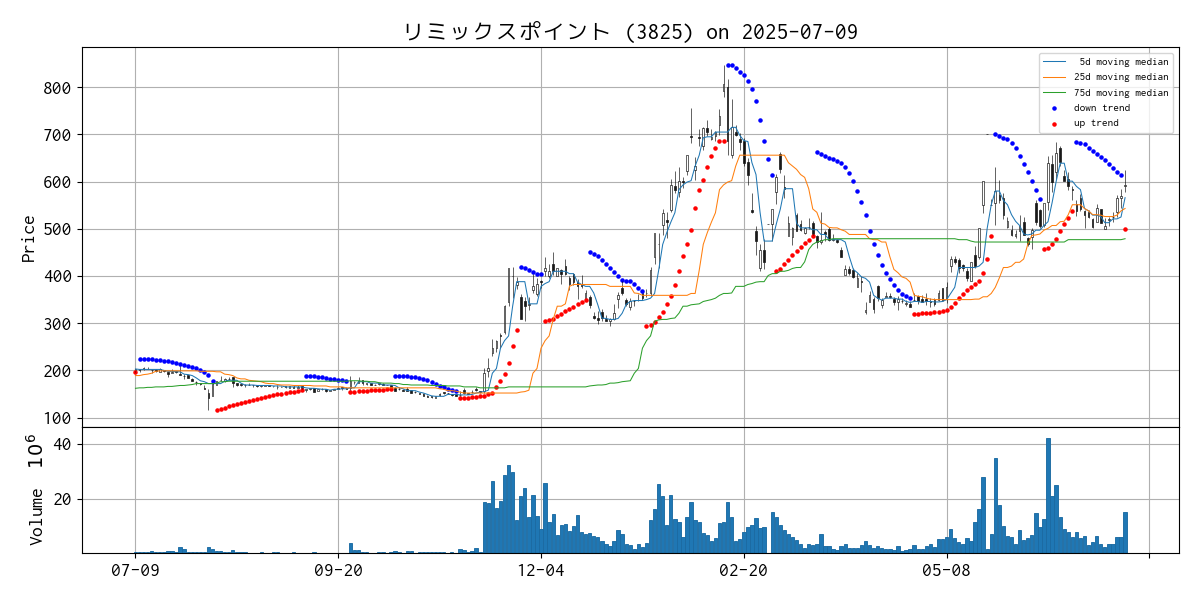 リミックスポイント (3825) on 2025-07-09
5d moving median
25d moving median
75d moving median
down trend
up trend
Price
800
700
600
500
400
300
200
100
Volume 10^6
40
20
07-09
09-20
12-04
02-20
05-08